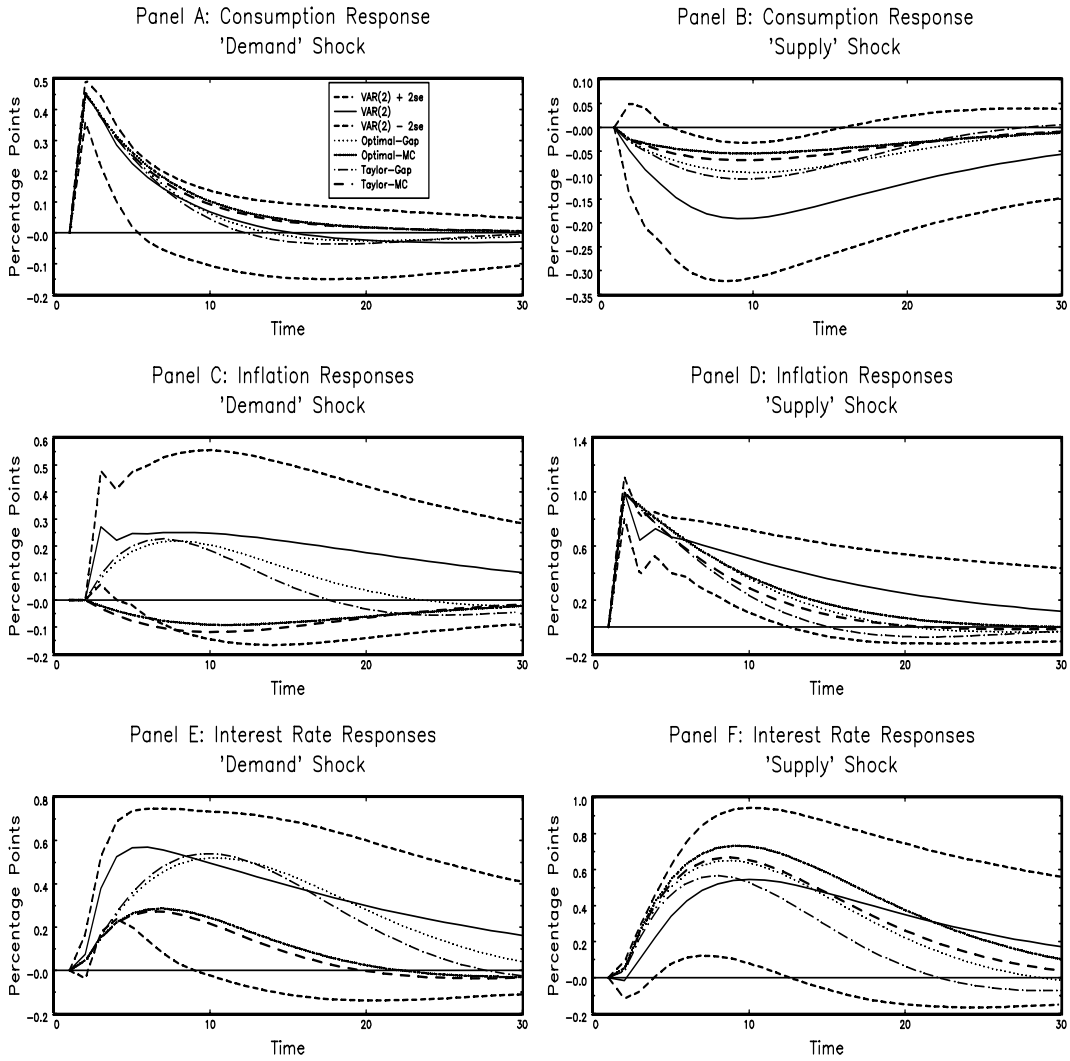 Panel A: Consumption Response
'Demand' Shock
Percentage Points
0.5
0.4
0.3
0.2
0.1
-0.0
-0.1
-0.2
VAR(2) + 2se
VAR(2)
VAR(2) - 2se
Optimal-Gap
Optimal-MC
Taylor-Gap
Taylor-MC
0 10 20 30
Time
Panel B: Consumption Response
'Supply' Shock
Percentage Points
0.10
0.05
-0.00
-0.05
-0.10
-0.15
-0.20
-0.25
-0.30
-0.35
0 10 20 30
Time
Panel C: Inflation Responses
'Demand' Shock
Percentage Points
0.6
0.5
0.4
0.3
0.2
0.1
-0.0
-0.1
-0.2
0 10 20 30
Time
Panel D: Inflation Responses
'Supply' Shock
Percentage Points
1.4
1.0
0.6
0.2
-0.2
0 10 20 30
Time
Panel E: Interest Rate Responses
'Demand' Shock
Percentage Points
0.8
0.6
0.4
0.2
-0.0
-0.2
0 10 20 30
Time
Panel F: Interest Rate Responses
'Supply' Shock
Percentage Points
1.0
0.8
0.6
0.4
0.2
-0.0
-0.2
0 10 20 30
Time